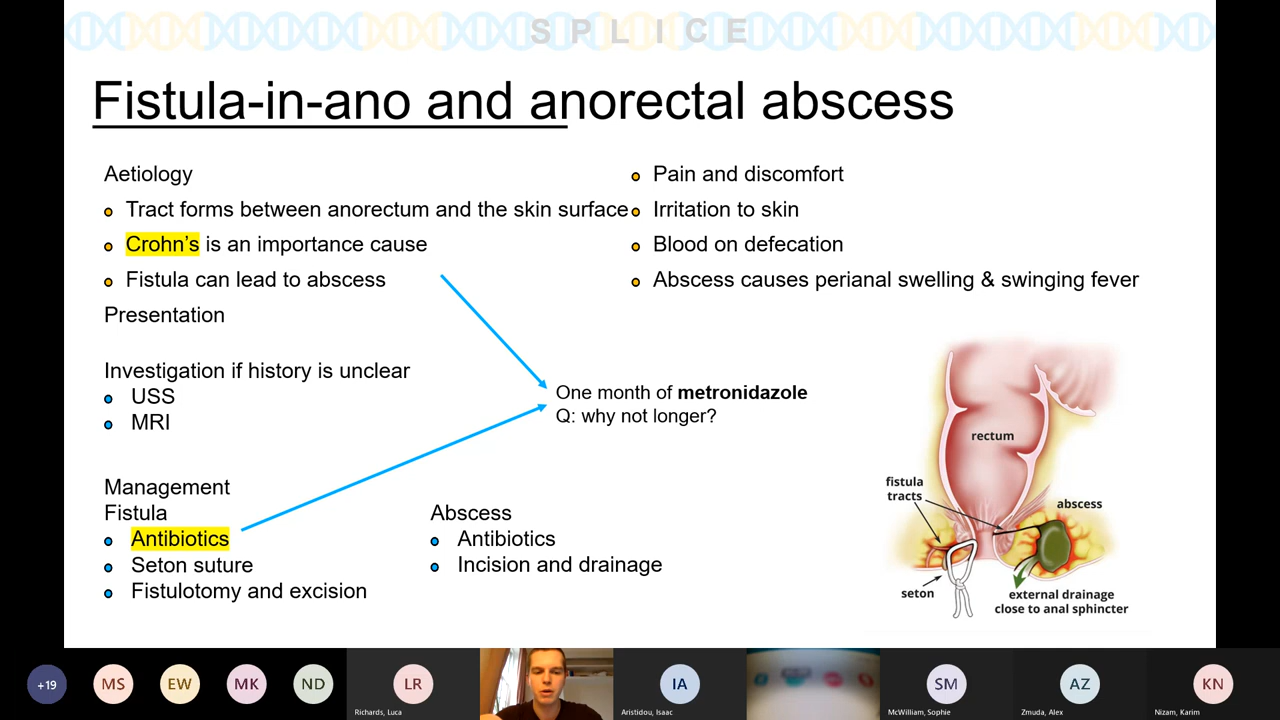 SPLICE
Fistula-in-ano and anorectal abscess
Aetiology
Tract forms between anorectum and the skin surface
Crohn's is an importance cause
Fistula can lead to abscess
Presentation
Pain and discomfort
Irritation to skin
Blood on defecation
Abscess causes perianal swelling & swinging fever
Investigation if history is unclear
USS
MRI
One month of metronidazole
Q: why not longer?
Management
Fistula
Antibiotics
Seton suture
Fistulotomy and excision
Abscess
Antibiotics
Incision and drainage
rectum
fistula
tracts
abscess
seton
external drainage
close to anal sphincter
+19
MS
EW
MK
ND
LR
Richards, Luca
IA
Aristidou, Isaac
SM
McWilliam, Sophie
AZ
Zmuda, Alex
KN
Nizam, Karim